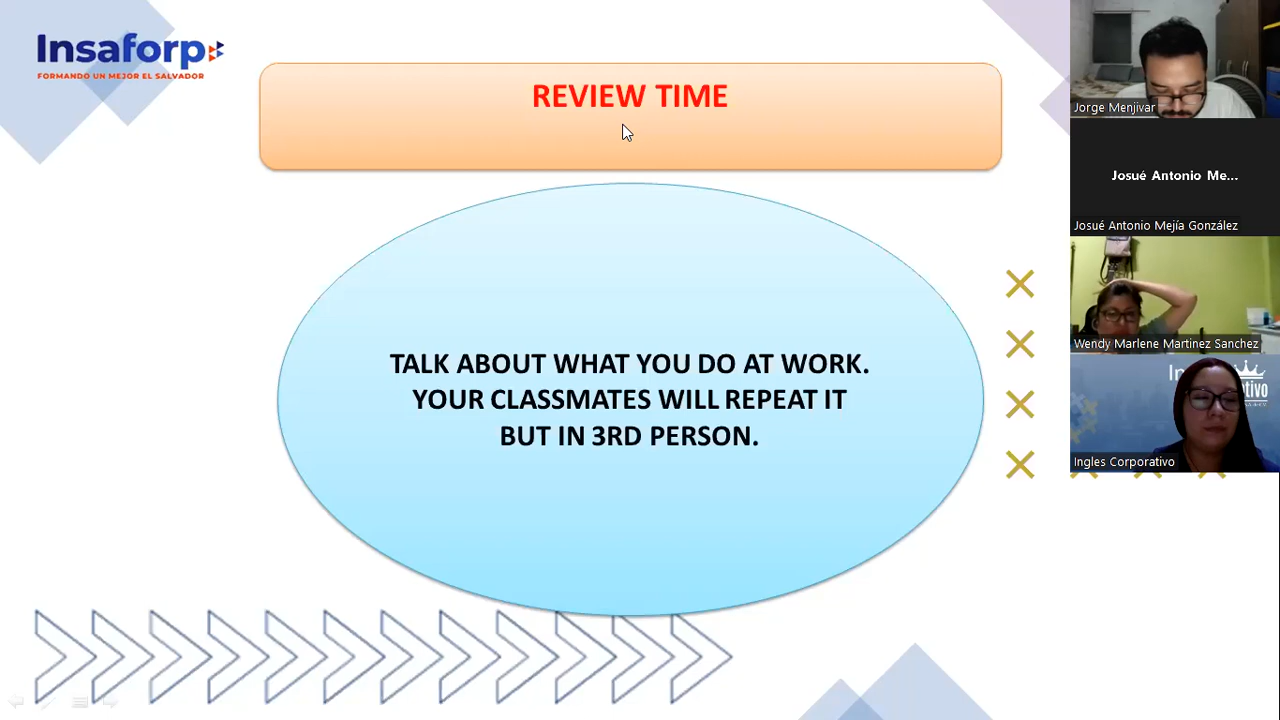 Insaforp
FORMANDO UN MEJOR EL SALVADOR
REVIEW TIME
TALK ABOUT WHAT YOU DO AT WORK.
YOUR CLASSMATES WILL REPEAT IT
BUT IN 3RD PERSON.
Jorge Menjivar
Josué Antonio Me...
Josué Antonio Mejía González
Wendy Marlene Martinez Sanchez
Ingles Corporativo